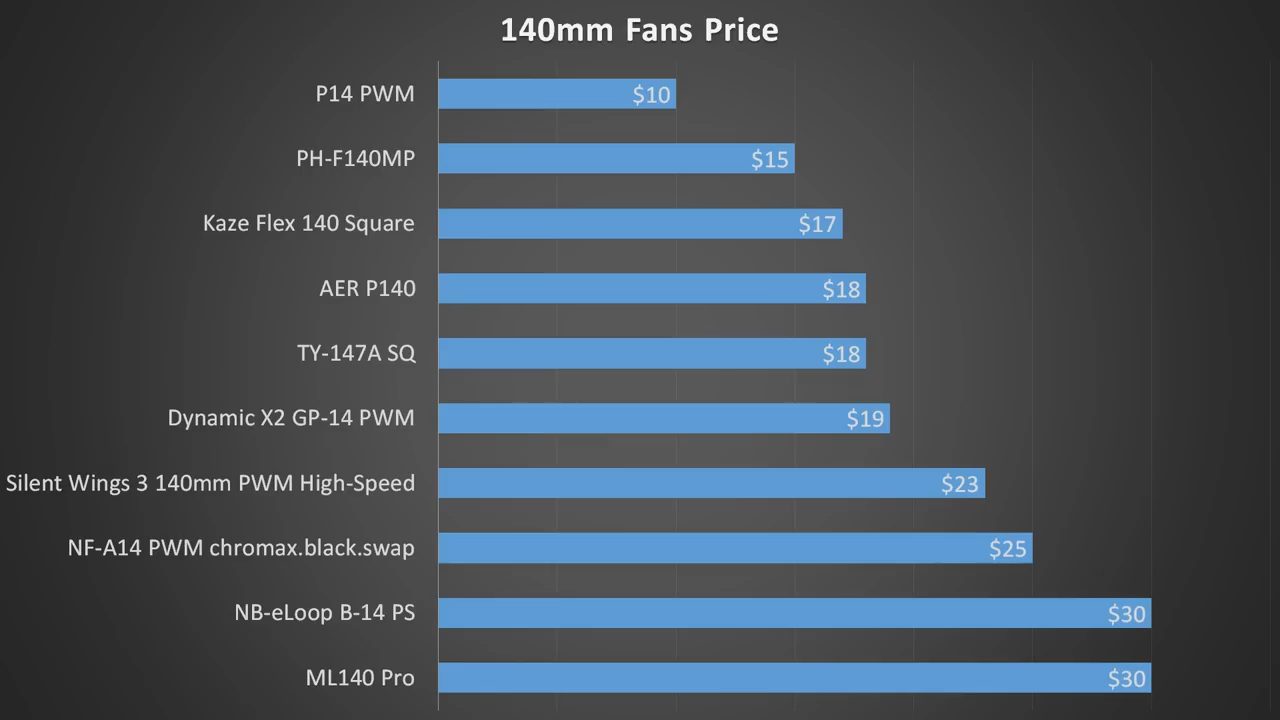 140mm Fans Price
P14 PWM $10
PH-F140MP $15
Kaze Flex 140 Square $17
AER P140 $18
TY-147A SQ $18
Dynamic X2 GP-14 PWM $19
Silent Wings 3 140mm PWM High-Speed $23
NF-A14 PWM chromax.black.swap $25
NB-eLoop B-14 PS $30
ML140 Pro $30